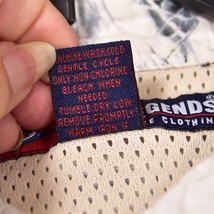 MACHINE WASH COLD
GENTLE CYCLE
ONLY NON-CHLORINE
BLEACH WHEN
NEEDED
TUMBLE DRY LOW
REMOVE PROMPTLY
WARM IRON IF
GENDS
CLOTHIN